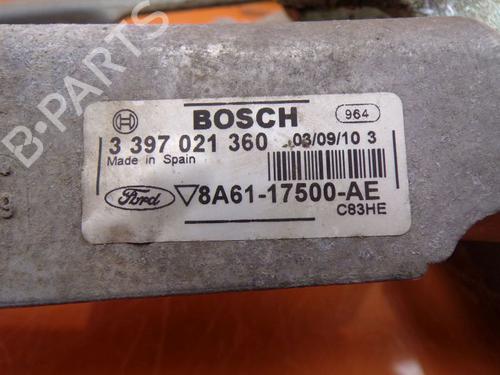 B-PARTS
BOSCH 964
3 397 021 360 03/09/10 3
Made in Spain
Ford 8A61-17500-AE
C83HE